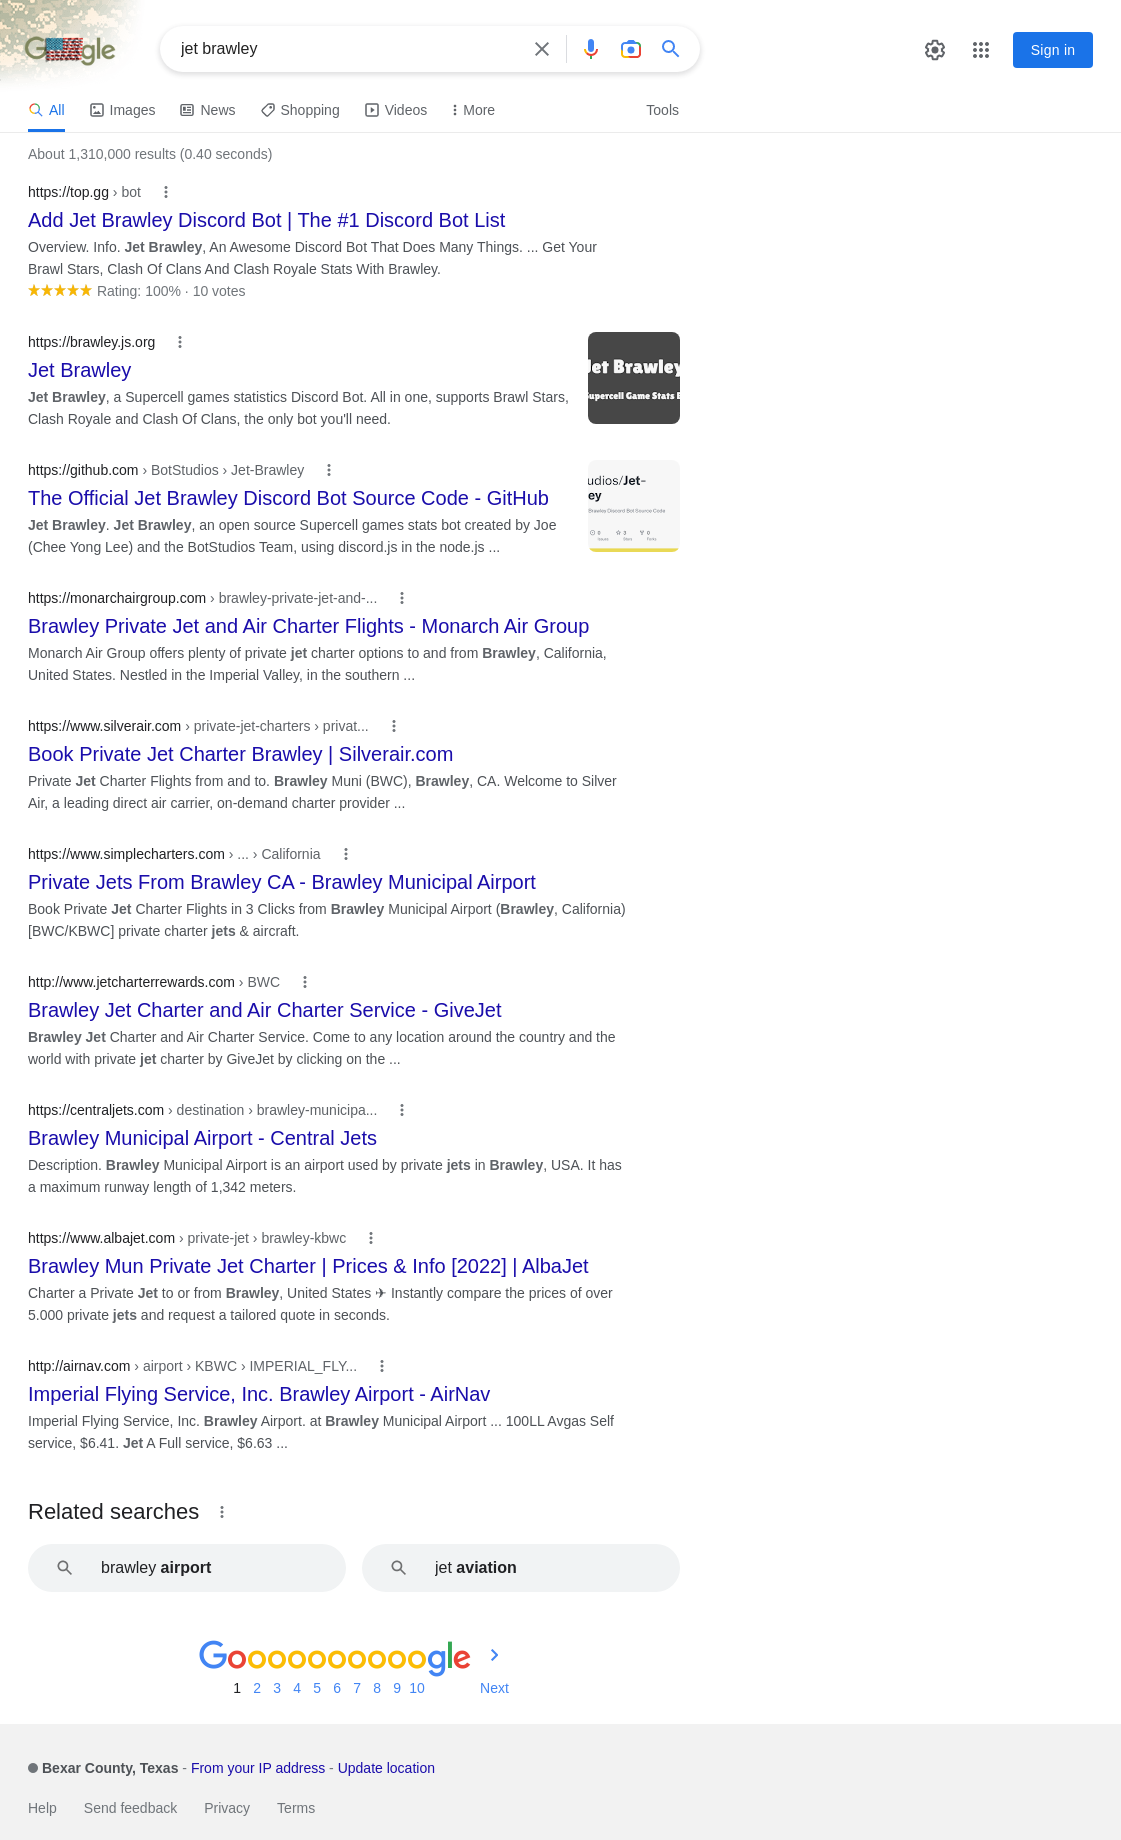 Google
jet brawley
Sign in
All
Images
News
Shopping
Videos
More
Tools
About 1,310,000 results (0.40 seconds)
https://top.gg › bot
Add Jet Brawley Discord Bot | The #1 Discord Bot List
Overview. Info. Jet Brawley, An Awesome Discord Bot That Does Many Things. ... Get Your
Brawl Stars, Clash Of Clans And Clash Royale Stats With Brawley.
Rating: 100% · 10 votes
https://brawley.js.org
Jet Brawley
Jet Brawley, a Supercell games statistics Discord Bot. All in one, supports Brawl Stars,
Clash Royale and Clash Of Clans, the only bot you'll need.
Jet Brawley
Supercell Game Stats B
https://github.com › BotStudios › Jet-Brawley
The Official Jet Brawley Discord Bot Source Code - GitHub
Jet Brawley. Jet Brawley, an open source Supercell games stats bot created by Joe
(Chee Yong Lee) and the BotStudios Team, using discord.js in the node.js ...
udios/Jet-
ey
Brawley Discord Bot Source Code
https://monarchairgroup.com › brawley-private-jet-and-...
Brawley Private Jet and Air Charter Flights - Monarch Air Group
Monarch Air Group offers plenty of private jet charter options to and from Brawley, California,
United States. Nestled in the Imperial Valley, in the southern ...
https://www.silverair.com › private-jet-charters › privat...
Book Private Jet Charter Brawley | Silverair.com
Private Jet Charter Flights from and to. Brawley Muni (BWC), Brawley, CA. Welcome to Silver
Air, a leading direct air carrier, on-demand charter provider ...
https://www.simplecharters.com › ... › California
Private Jets From Brawley CA - Brawley Municipal Airport
Book Private Jet Charter Flights in 3 Clicks from Brawley Municipal Airport (Brawley, California)
[BWC/KBWC] private charter jets & aircraft.
http://www.jetcharterrewards.com › BWC
Brawley Jet Charter and Air Charter Service - GiveJet
Brawley Jet Charter and Air Charter Service. Come to any location around the country and the
world with private jet charter by GiveJet by clicking on the ...
https://centraljets.com › destination › brawley-municipa...
Brawley Municipal Airport - Central Jets
Description. Brawley Municipal Airport is an airport used by private jets in Brawley, USA. It has
a maximum runway length of 1,342 meters.
https://www.albajet.com › private-jet › brawley-kbwc
Brawley Mun Private Jet Charter | Prices & Info [2022] | AlbaJet
Charter a Private Jet to or from Brawley, United States ✈ Instantly compare the prices of over
5.000 private jets and request a tailored quote in seconds.
http://airnav.com › airport › KBWC › IMPERIAL_FLY...
Imperial Flying Service, Inc. Brawley Airport - AirNav
Imperial Flying Service, Inc. Brawley Airport. at Brawley Municipal Airport ... 100LL Avgas Self
service, $6.41. Jet A Full service, $6.63 ...
Related searches
brawley airport
jet aviation
Goooooooooogle
1 2 3 4 5 6 7 8 9 10 Next
Bexar County, Texas - From your IP address - Update location
Help Send feedback Privacy Terms